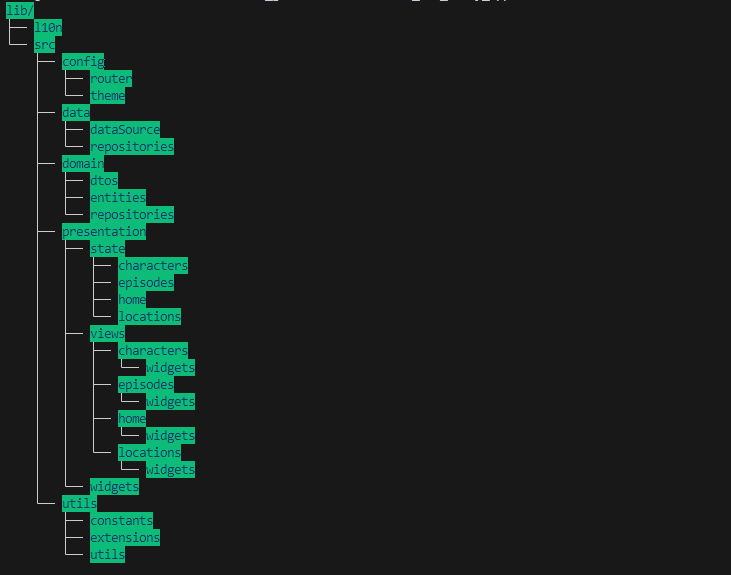 lib/
├── l10n
└── src
    ├── config
    │   ├── router
    │   └── theme
    ├── data
    │   ├── dataSource
    │   └── repositories
    ├── domain
    │   ├── dtos
    │   ├── entities
    │   └── repositories
    ├── presentation
    │   ├── state
    │   │   ├── characters
    │   │   ├── episodes
    │   │   ├── home
    │   │   └── locations
    │   ├── views
    │   │   ├── characters
    │   │   │   └── widgets
    │   │   ├── episodes
    │   │   │   └── widgets
    │   │   ├── home
    │   │   │   └── widgets
    │   │   └── locations
    │   │       └── widgets
    │   └── widgets
    └── utils
        ├── constants
        ├── extensions
        └── utils